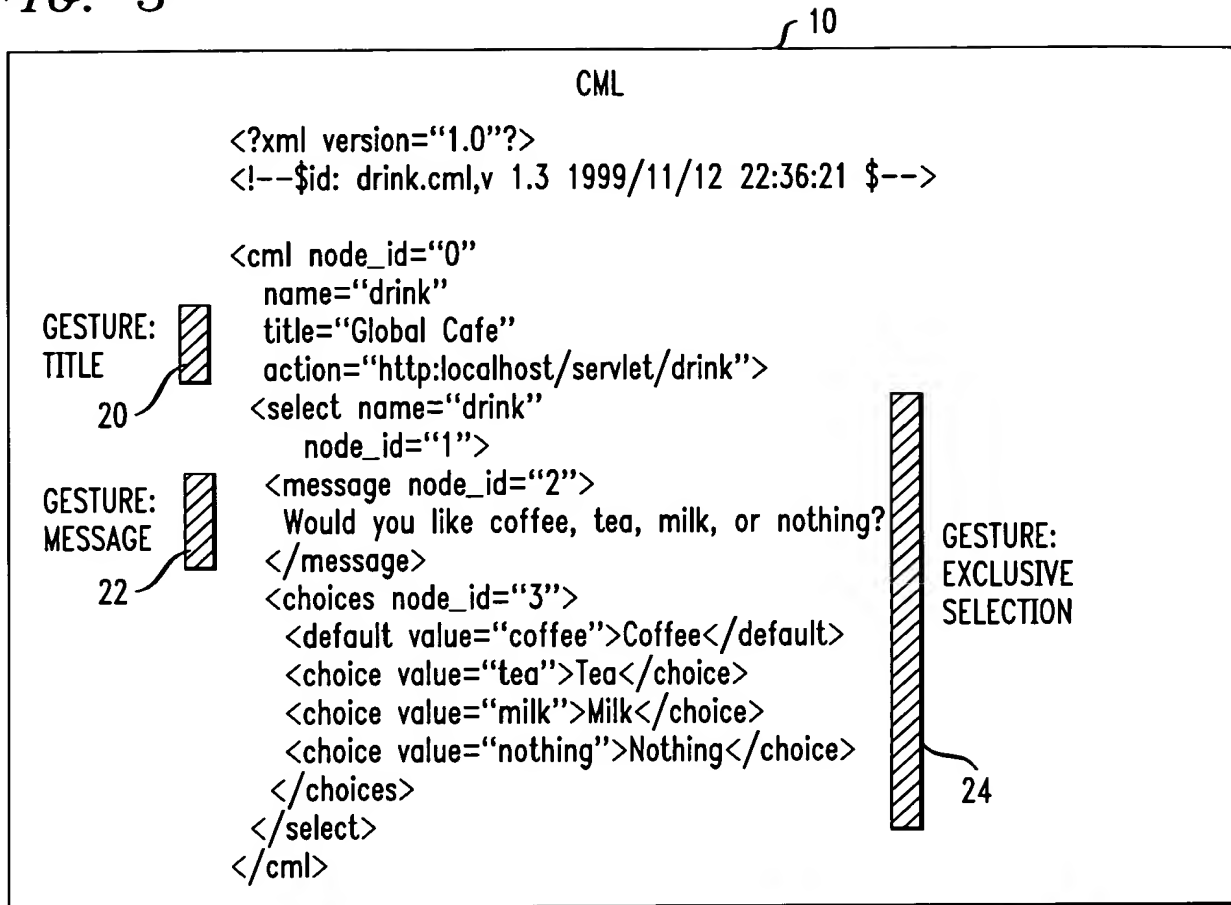 FIG. 3
10
CML
<?xml version="1.0"?>
<!--$id: drink.cml,v 1.3 1999/11/12 22:36:21 $-->
<cml node_id="0"
name="drink"
GESTURE: TITLE
20
title="Global Cafe"
action="http:localhost/servlet/drink">
<select name="drink"
node_id="1">
GESTURE: MESSAGE
22
<message node_id="2">
Would you like coffee, tea, milk, or nothing?
</message>
GESTURE: EXCLUSIVE SELECTION
24
<choices node_id="3">
<default value="coffee">Coffee</default>
<choice value="tea">Tea</choice>
<choice value="milk">Milk</choice>
<choice value="nothing">Nothing</choice>
</choices>
</select>
</cml>